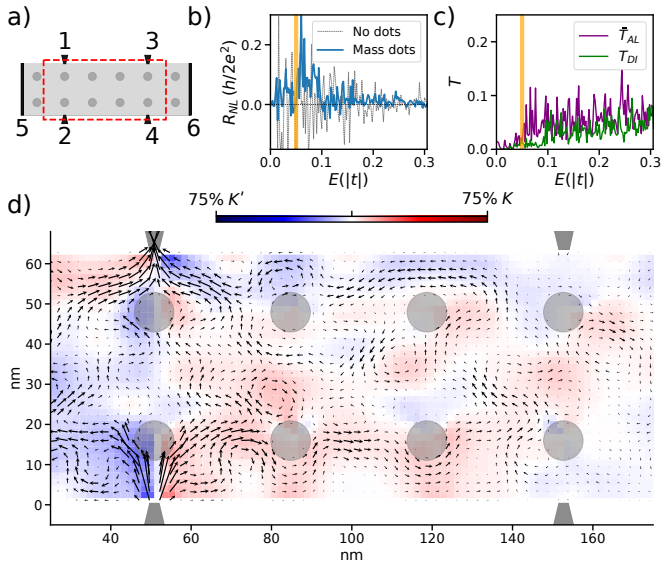 a)
1
3
2
4
5
6
b)
R_NL (h/2e²)
0.2
0.0
No dots
Mass dots
0.0
0.1
0.2
0.3
E(|t|)
c)
T
0.2
0.1
0.0
T̄_AL
T_DI
0.0
0.1
0.2
0.3
E(|t|)
75% K'
75% K
d)
nm
60
50
40
30
20
10
0
40
60
80
100
120
140
160
nm